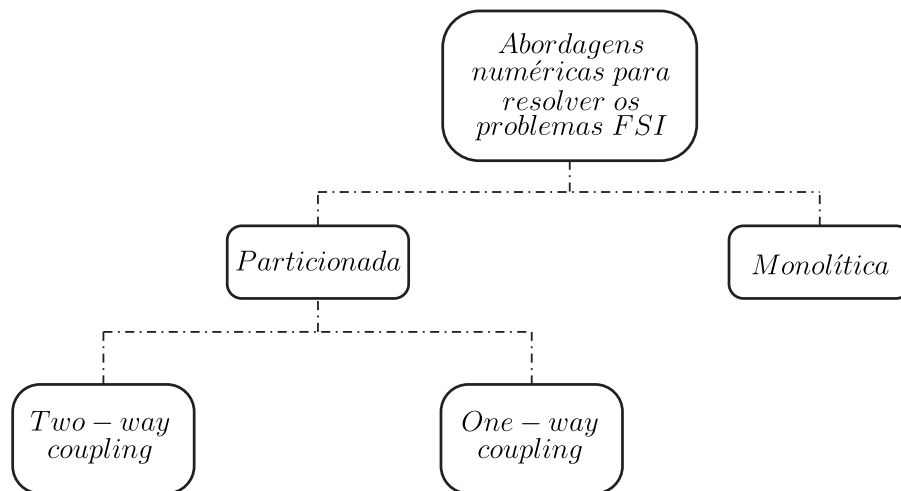 Abordagens
numéricas para
resolver os
problemas FSI
Particionada
Monolítica
Two – way
coupling
One – way
coupling